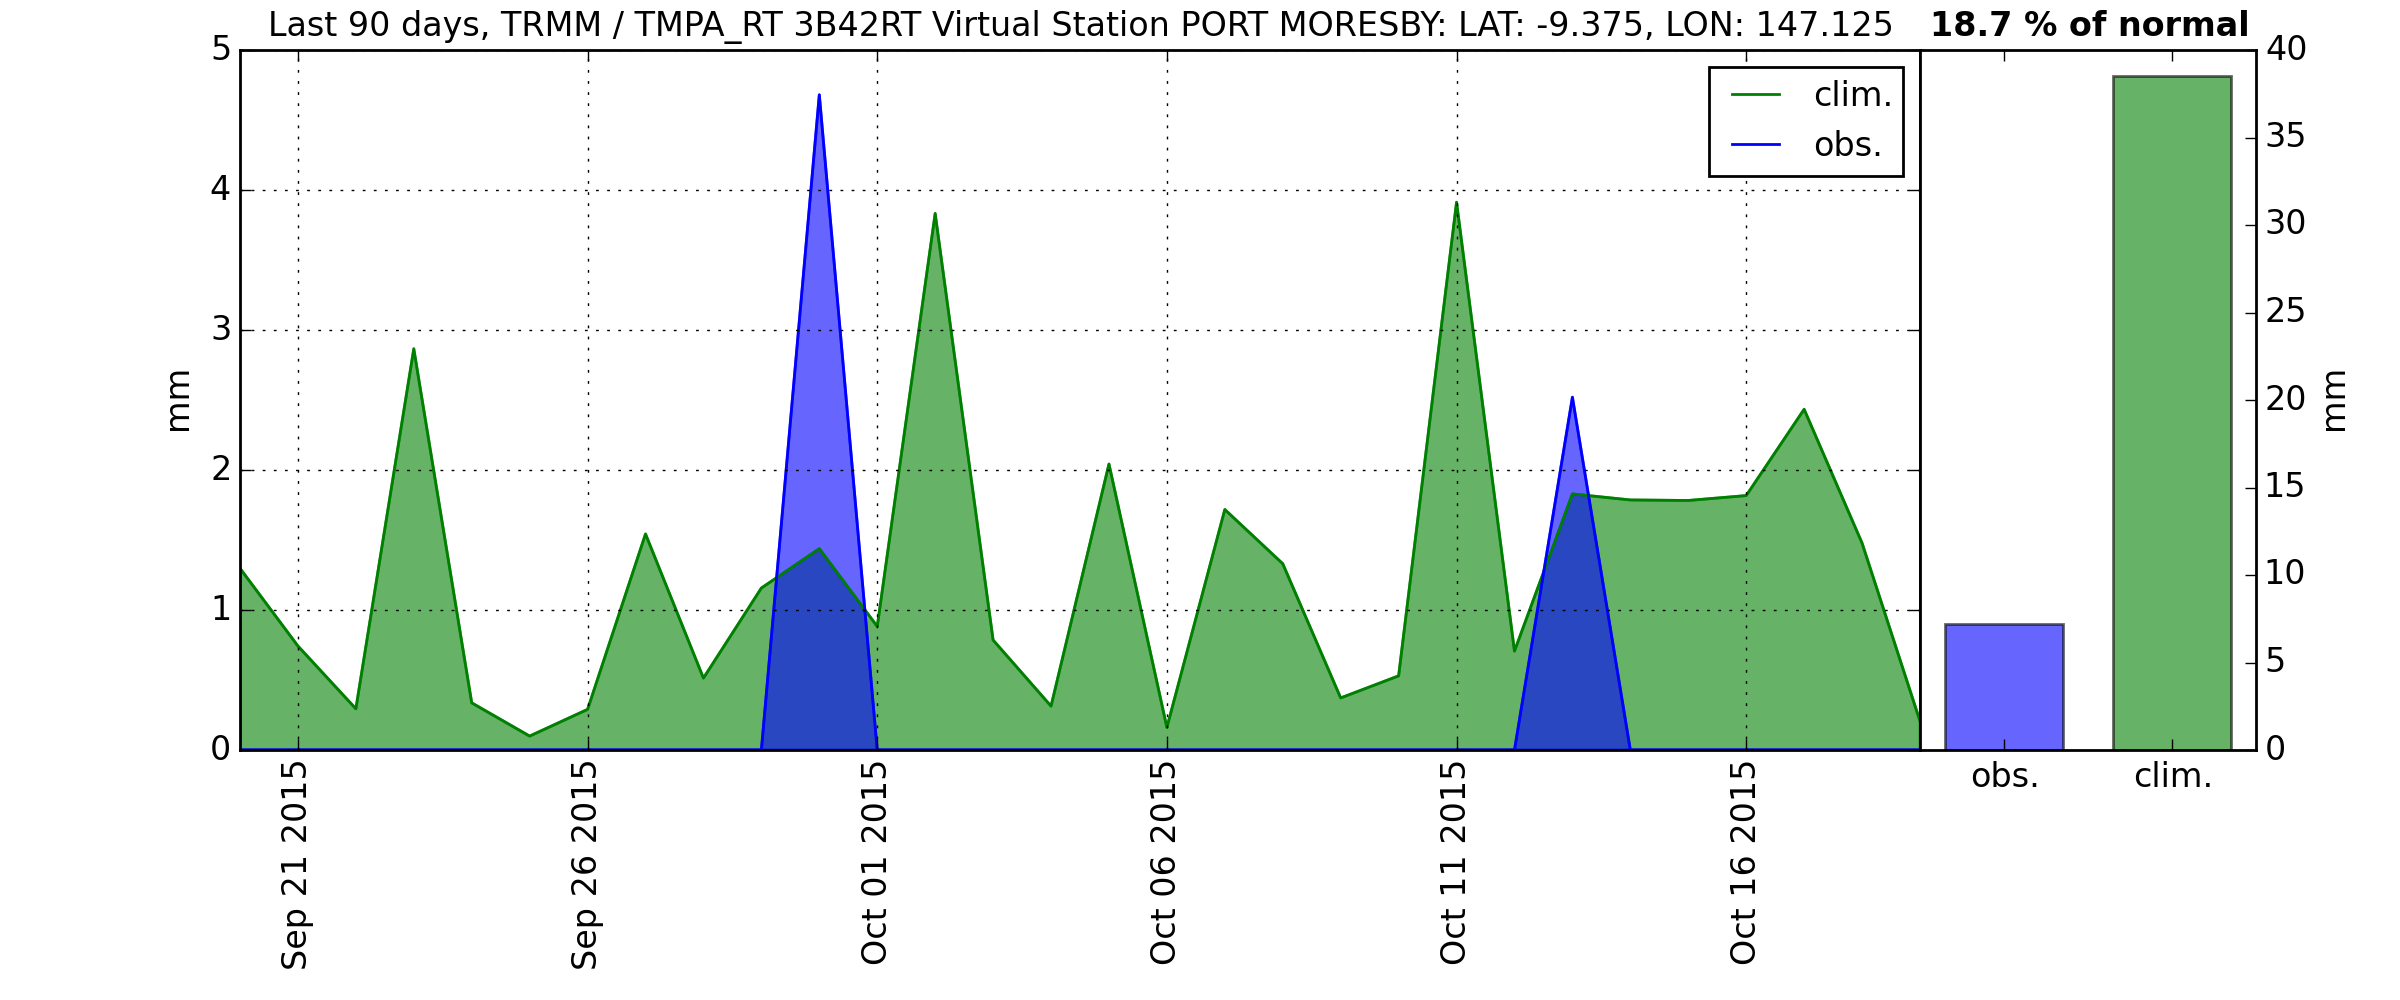 Last 90 days, TRMM / TMPA_RT 3B42RT Virtual Station PORT MORESBY: LAT: -9.375, LON: 147.125
18.7 % of normal
5
4
3
2
1
0
mm
clim.
obs.
Sep 21 2015
Sep 26 2015
Oct 01 2015
Oct 06 2015
Oct 11 2015
Oct 16 2015
40
35
30
25
20
15
10
5
0
mm
obs.
clim.